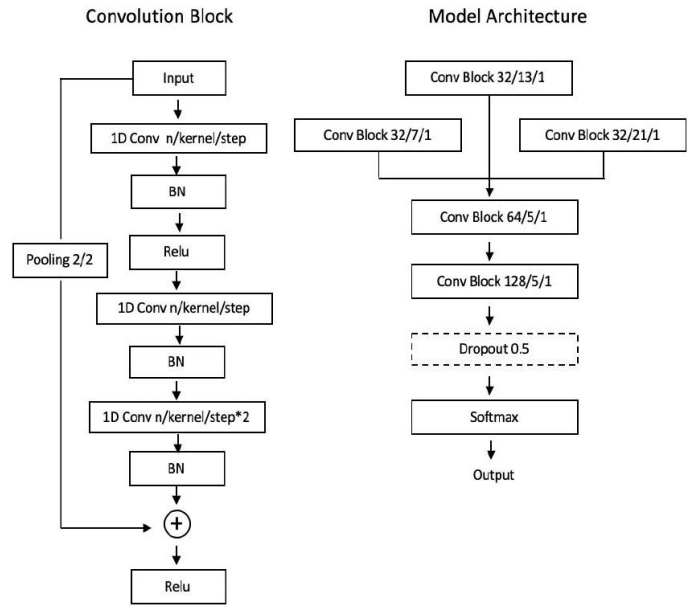 Convolution Block
Input
1D Conv n/kernel/step
BN
Relu
Pooling 2/2
1D Conv n/kernel/step
BN
1D Conv n/kernel/step*2
BN
+
Relu
Model Architecture
Conv Block 32/13/1
Conv Block 32/7/1
Conv Block 32/21/1
Conv Block 64/5/1
Conv Block 128/5/1
Dropout 0.5
Softmax
Output